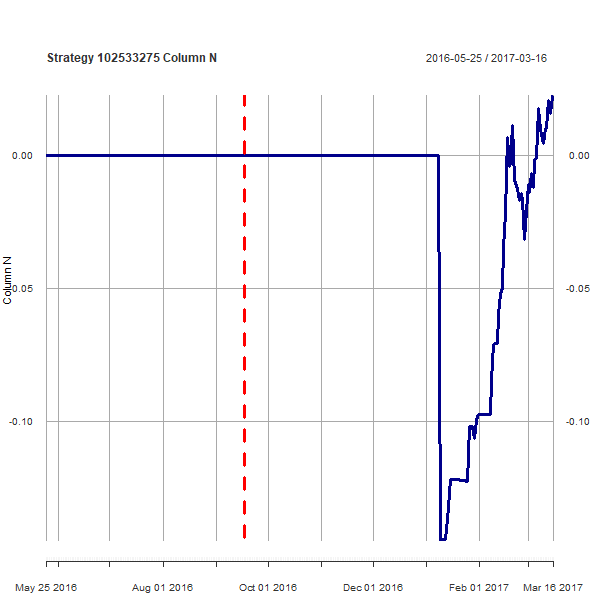 Strategy 102533275 Column N
2016-05-25 / 2017-03-16
0.00
0.00
Column N
-0.05
-0.05
-0.10
-0.10
May 25 2016
Aug 01 2016
Oct 01 2016
Dec 01 2016
Feb 01 2017
Mar 16 2017